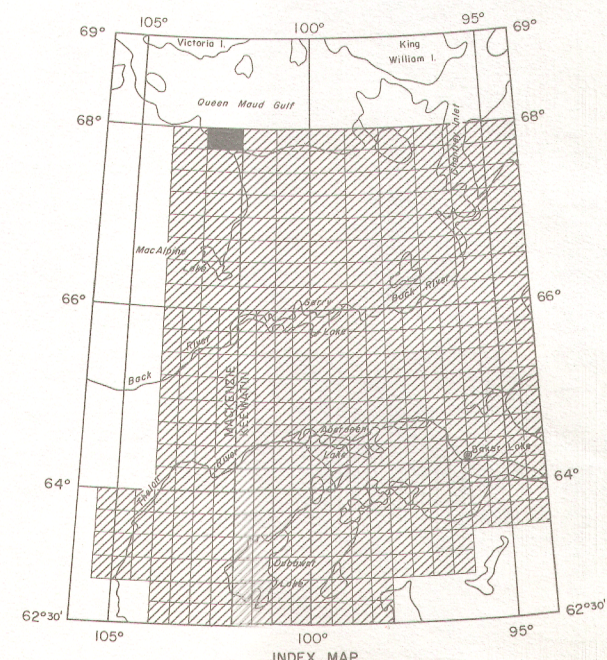 105°
100°
95°
69°
69°
Victoria I.
King
William I.
Queen Maud Gulf
68°
68°
Chantrey Inlet
MacAlpine
Lake
66°
66°
Garry
Lake
Back River
Back
River
MACKENZIE
KEEWATIN
Aberdeen
Lake
Baker Lake
64°
64°
Thelon
River
Dubawnt
Lake
62°30'
62°30'
105°
100°
95°
INDEX MAP